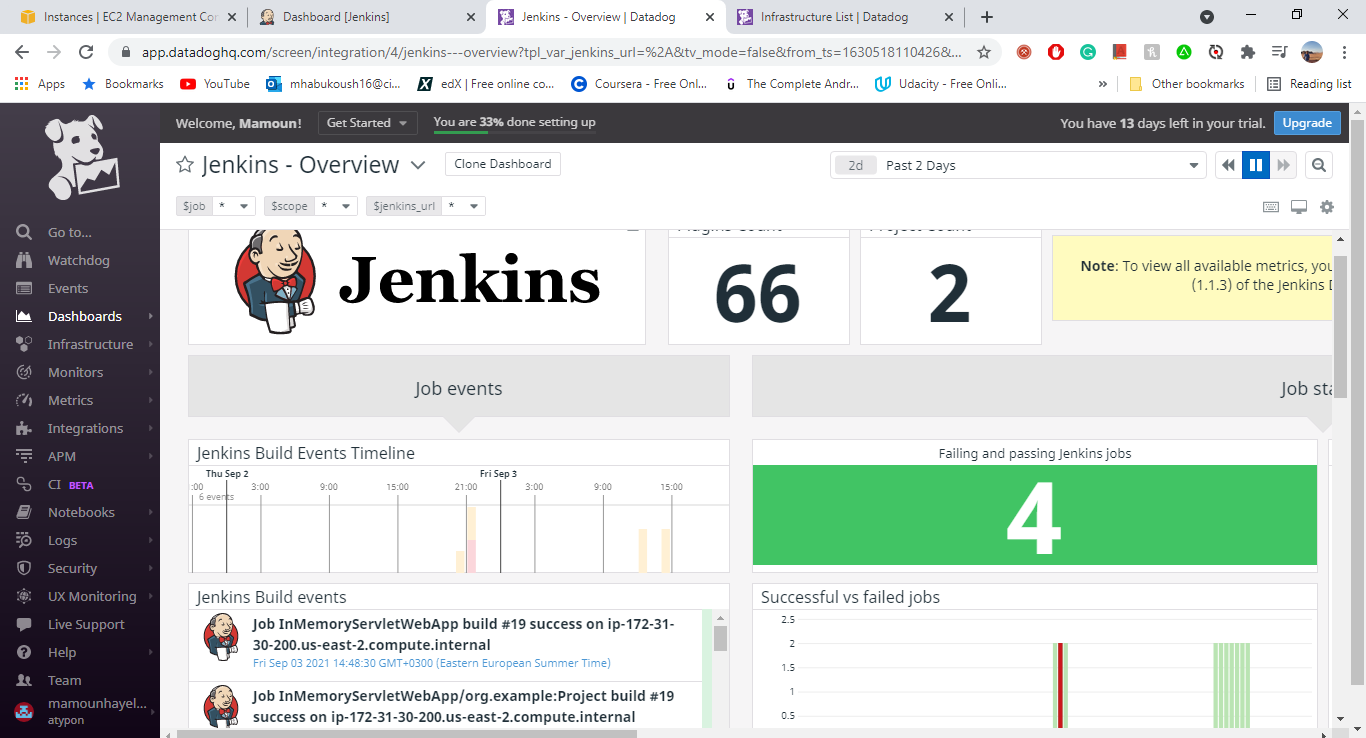 Instances | EC2 Management Con
Dashboard [Jenkins]
Jenkins - Overview | Datadog
Infrastructure List | Datadog
app.datadoghq.com/screen/integration/4/jenkins---overview?tpl_var_jenkins_url=%2A&tv_mode=false&from_ts=1630518110426&...
Apps
Bookmarks
YouTube
mhabukoush16@ci...
edX | Free online co...
Coursera - Free Onl...
The Complete Andr...
Udacity - Free Onli...
»
Other bookmarks
Reading list
Welcome, Mamoun!
Get Started
You are 33% done setting up
You have 13 days left in your trial.
Upgrade
Jenkins - Overview
Clone Dashboard
2d
Past 2 Days
$job *
$scope *
$jenkins_url *
Go to...
Watchdog
Events
Dashboards
Infrastructure
Monitors
Metrics
Integrations
APM
CI BETA
Notebooks
Logs
Security
UX Monitoring
Live Support
Help
Team
mamounhayel...
atypon
Jenkins
Plugins Count
66
Project Count
2
Note: To view all available metrics, you
(1.1.3) of the Jenkins D
Job events
Job sta
Jenkins Build Events Timeline
Thu Sep 2
Fri Sep 3
:00
3:00
9:00
15:00
21:00
3:00
9:00
15:00
6 events
Failing and passing Jenkins jobs
4
Jenkins Build events
Job InMemoryServletWebApp build #19 success on ip-172-31-
30-200.us-east-2.compute.internal
Fri Sep 03 2021 14:48:30 GMT+0300 (Eastern European Summer Time)
Job InMemoryServletWebApp/org.example:Project build #19
success on ip-172-31-30-200.us-east-2.compute.internal
Successful vs failed jobs
2.5
2
1.5
1
0.5